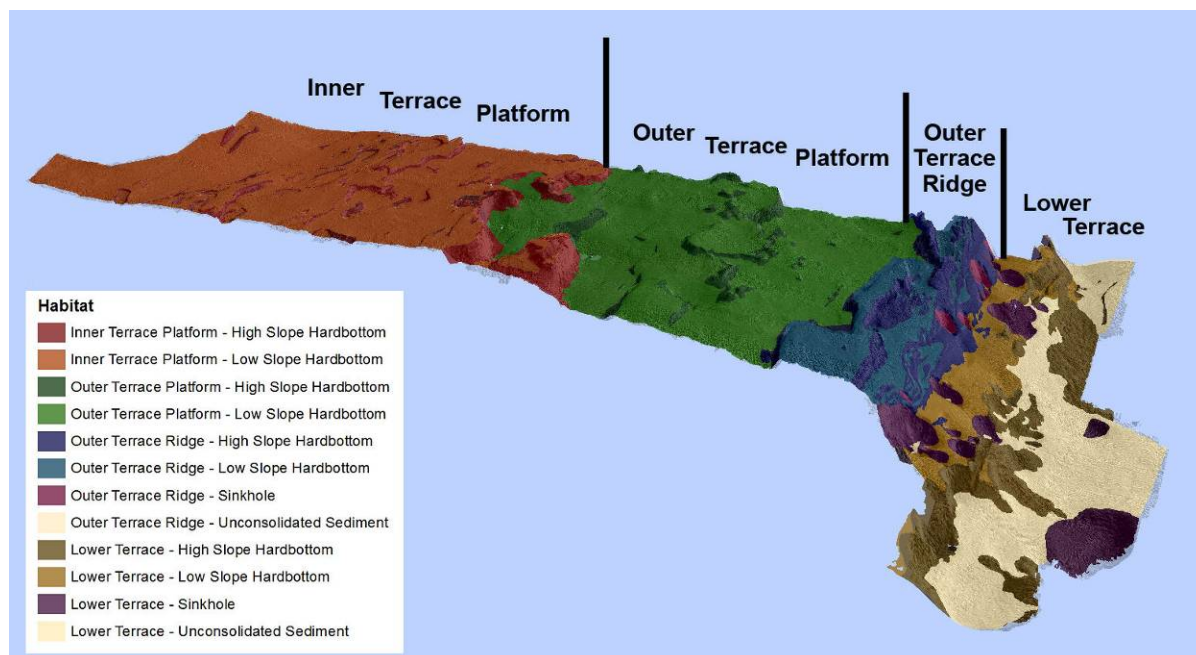 Inner Terrace Platform
Outer Terrace Platform
Outer
Terrace
Ridge
Lower
Terrace
Habitat
Inner Terrace Platform - High Slope Hardbottom
Inner Terrace Platform - Low Slope Hardbottom
Outer Terrace Platform - High Slope Hardbottom
Outer Terrace Platform - Low Slope Hardbottom
Outer Terrace Ridge - High Slope Hardbottom
Outer Terrace Ridge - Low Slope Hardbottom
Outer Terrace Ridge - Sinkhole
Outer Terrace Ridge - Unconsolidated Sediment
Lower Terrace - High Slope Hardbottom
Lower Terrace - Low Slope Hardbottom
Lower Terrace - Sinkhole
Lower Terrace - Unconsolidated Sediment